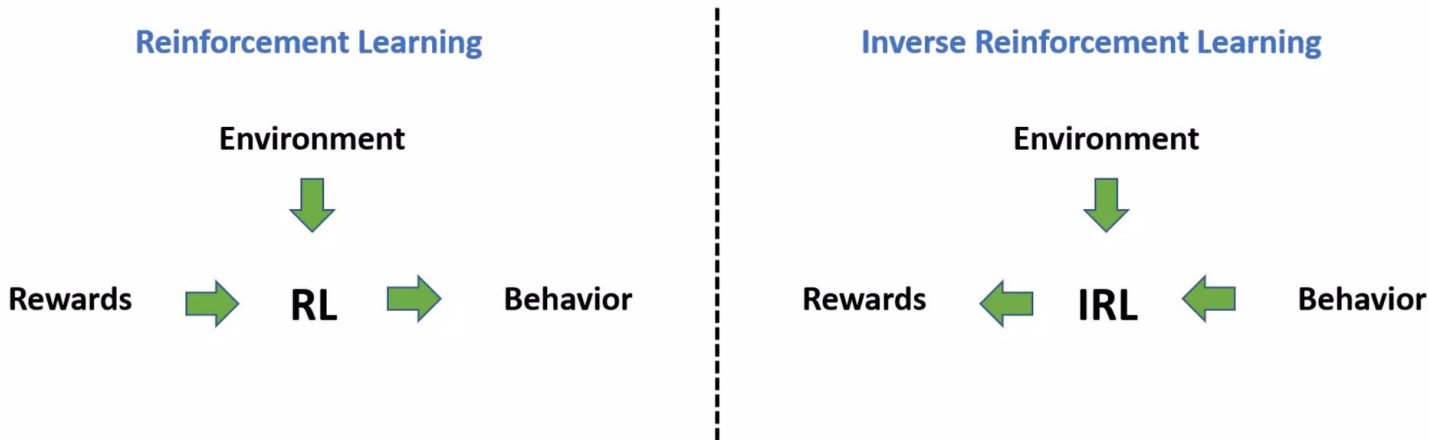 Reinforcement Learning
Environment
Rewards RL Behavior
Inverse Reinforcement Learning
Environment
Rewards IRL Behavior